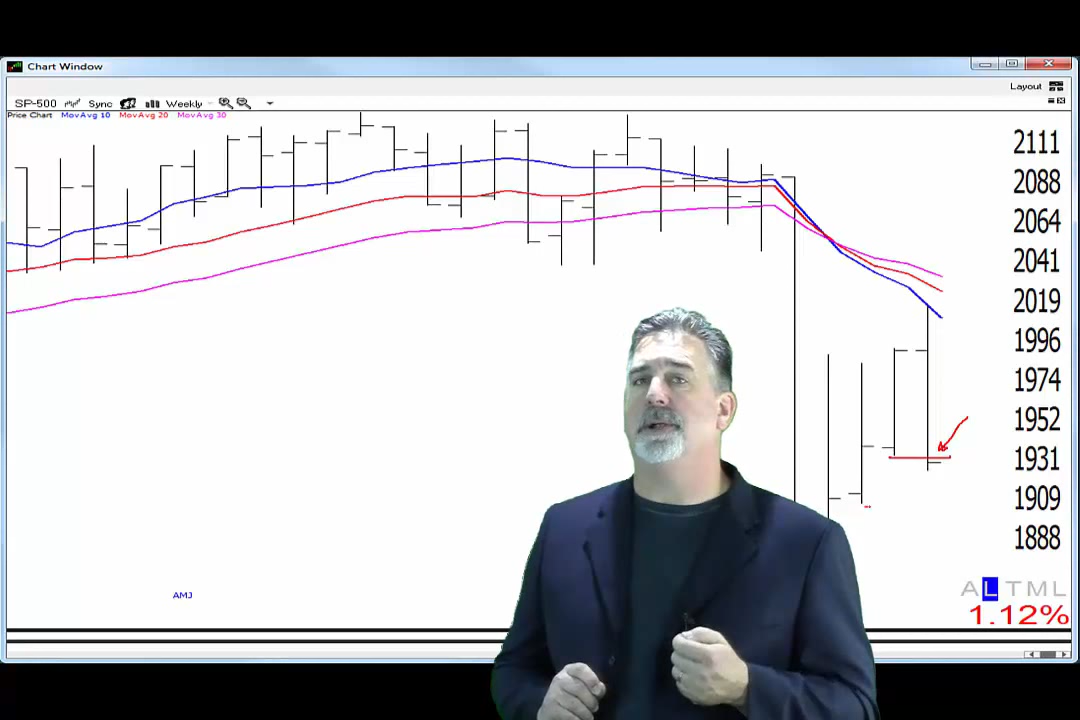 Chart Window
Layout
SP-500 Sync Weekly
Price Chart MovAvg 10 MovAvg 20 MovAvg 30
2111
2088
2064
2041
2019
1996
1974
1952
1931
1909
1888
AMJ
A L T M L
1.12%